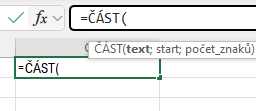 fx =ČÁST(
ČÁST(text; start; počet_znaků)
=ČÁST(